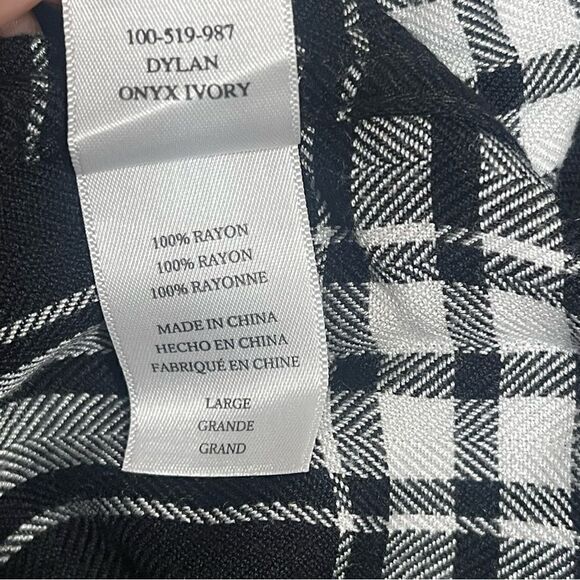 100-519-987
DYLAN
ONYX IVORY
100% RAYON
100% RAYON
100% RAYONNE
MADE IN CHINA
HECHO EN CHINA
FABRIQUÉ EN CHINE
LARGE
GRANDE
GRAND